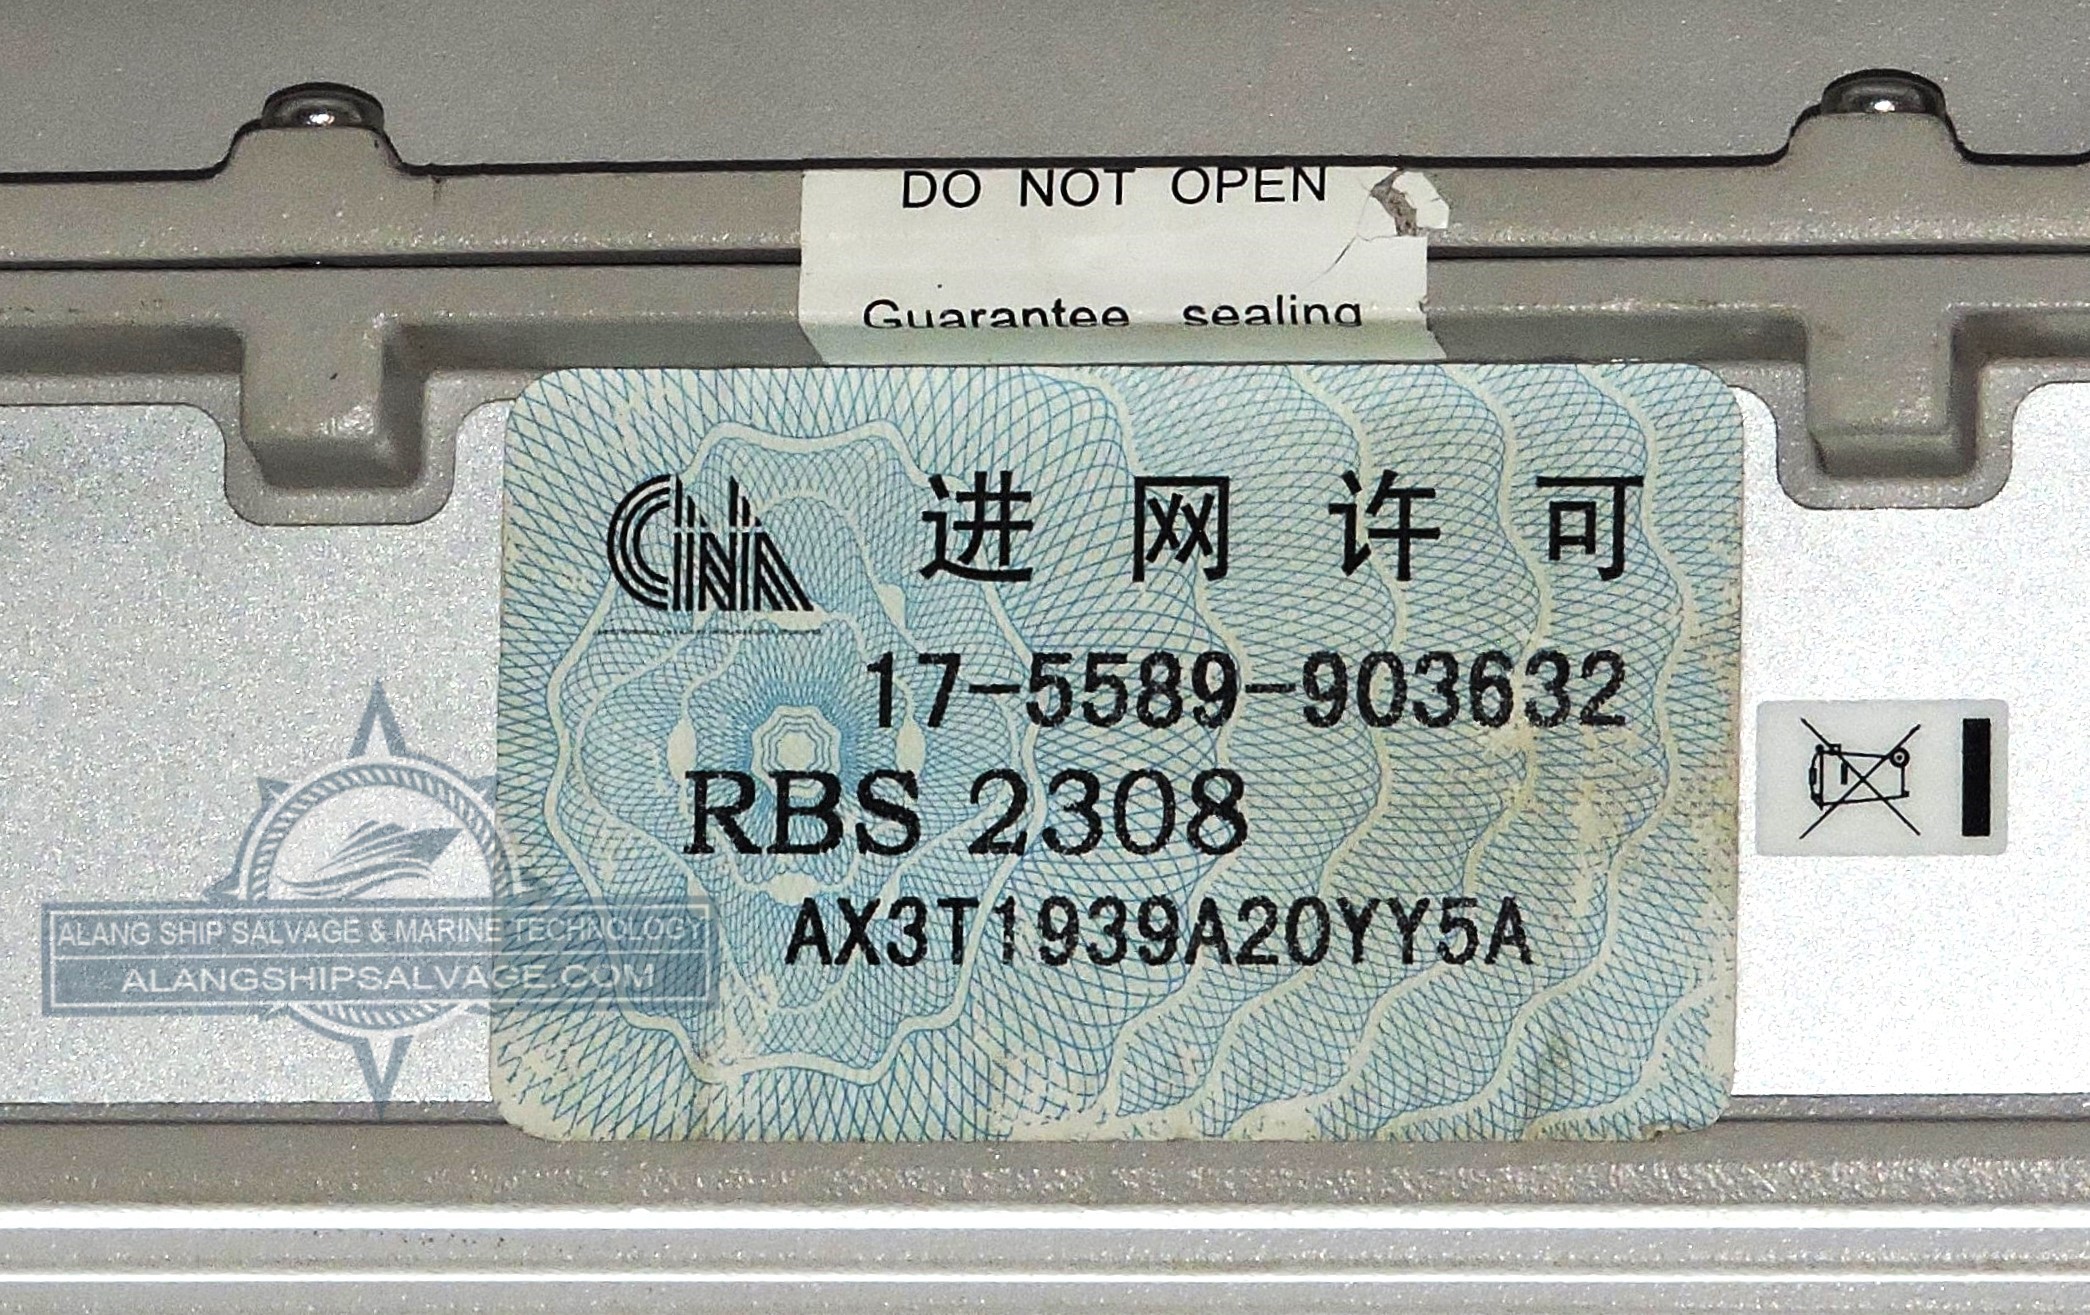 DO NOT OPEN
Guarantee sealing
CNA 进网许可
17-5589-903632
RBS 2308
AX3T1939A20YY5A
ALANG SHIP SALVAGE & MARINE TECHNOLOGY
ALANGSHIPSALVAGE.COM